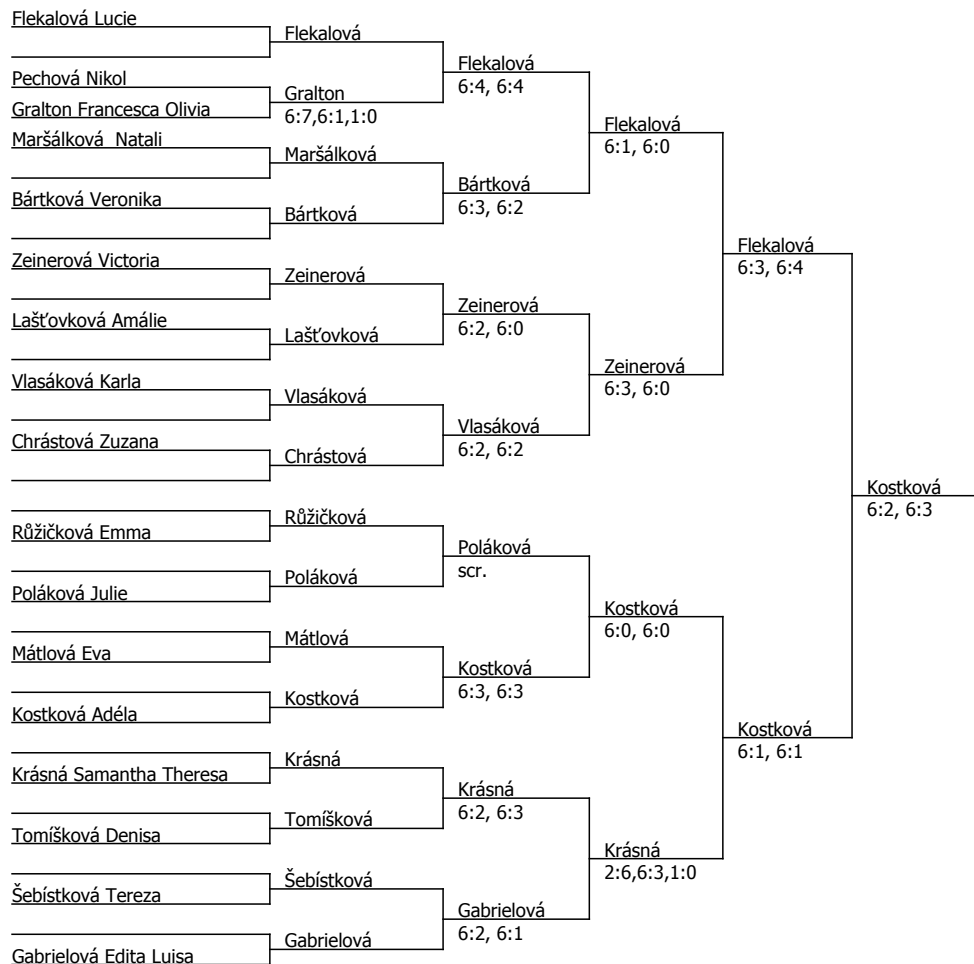 Flekalová Lucie
Flekalová
Flekalová
6:4, 6:4
Pechová Nikol
Gralton
6:7,6:1,1:0
Gralton Francesca Olivia
Flekalová
6:1, 6:0
Maršálková  Natali
Maršálková
Bártková
6:3, 6:2
Bártková Veronika
Bártková
Flekalová
6:3, 6:4
Zeinerová Victoria
Zeinerová
Zeinerová
6:2, 6:0
Lašťovková Amálie
Lašťovková
Zeinerová
6:3, 6:0
Vlasáková Karla
Vlasáková
Vlasáková
6:2, 6:2
Chrástová Zuzana
Chrástová
Kostková
6:2, 6:3
Růžičková
Růžičková Emma
Poláková
scr.
Poláková
Poláková Julie
Kostková
6:0, 6:0
Mátlová
Mátlová Eva
Kostková
6:3, 6:3
Kostková
Kostková Adéla
Kostková
6:1, 6:1
Krásná
Krásná Samantha Theresa
Krásná
6:2, 6:3
Tomíšková
Tomíšková Denisa
Krásná
2:6,6:3,1:0
Šebístková
Šebístková Tereza
Gabrielová
6:2, 6:1
Gabrielová
Gabrielová Edita Luisa